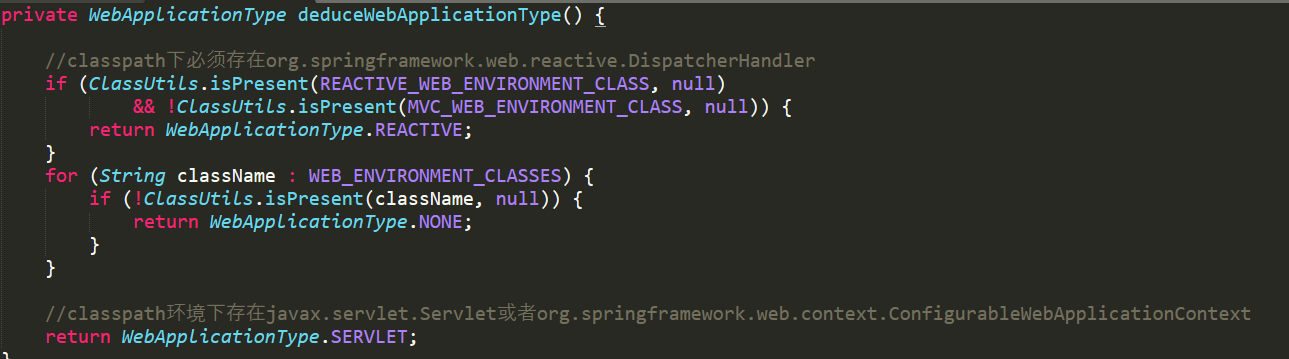 private WebApplicationType deduceWebApplicationType() {
//classpath下必须存在org.springframework.web.reactive.DispatcherHandler
if (ClassUtils.isPresent(REACTIVE_WEB_ENVIRONMENT_CLASS, null)
&& !ClassUtils.isPresent(MVC_WEB_ENVIRONMENT_CLASS, null)) {
return WebApplicationType.REACTIVE;
}
for (String className : WEB_ENVIRONMENT_CLASSES) {
if (!ClassUtils.isPresent(className, null)) {
return WebApplicationType.NONE;
}
}
//classpath环境下存在javax.servlet.Servlet或者org.springframework.web.context.ConfigurableWebApplicationContext
return WebApplicationType.SERVLET;
}